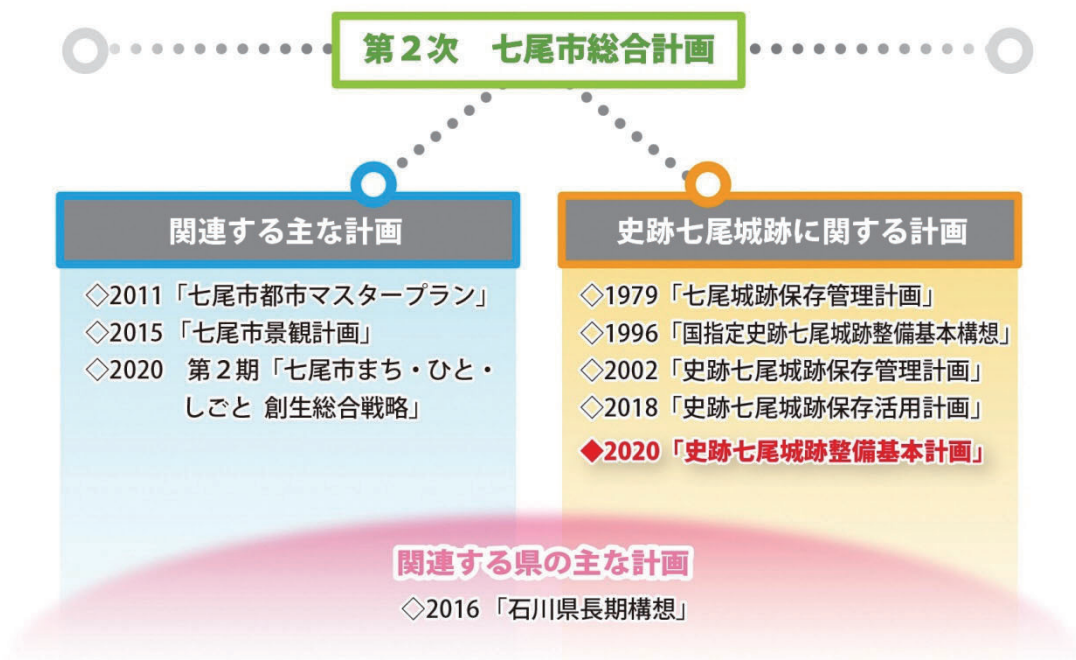 第２次　七尾市総合計画
関連する主な計画
◇2011「七尾市都市マスタープラン」
◇2015「七尾市景観計画」
◇2020　第２期「七尾市まち・ひと・
しごと 創生総合戦略」
史跡七尾城跡に関する計画
◇1979「七尾城跡保存管理計画」
◇1996「国指定史跡七尾城跡整備基本構想」
◇2002「史跡七尾城跡保存管理計画」
◇2018「史跡七尾城跡保存活用計画」
◆2020「史跡七尾城跡整備基本計画」
関連する県の主な計画
◇2016「石川県長期構想」